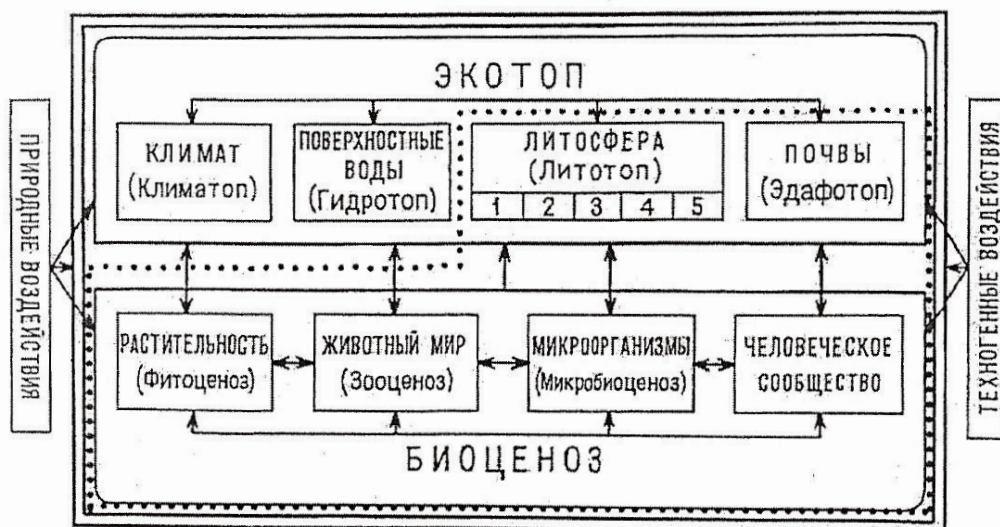 ЭКОТОП
КЛИМАТ
(Климатоп)
ПОВЕРХНОСТНЫЕ
ВОДЫ
(Гидротоп)
ЛИТОСФЕРА
(Литотоп)
1 2 3 4 5
ПОЧВЫ
(Эдафотоп)
ПРИРОДНЫЕ ВОЗДЕЙСТВИЯ
ТЕХНОГЕННЫЕ ВОЗДЕЙСТВИЯ
РАСТИТЕЛЬНОСТЬ
(Фитоценоз)
ЖИВОТНЫЙ МИР
(Зооценоз)
МИКРООРГАНИЗМЫ
(Микробиоценоз)
ЧЕЛОВЕЧЕСКОЕ
СООБЩЕСТВО
БИОЦЕНОЗ